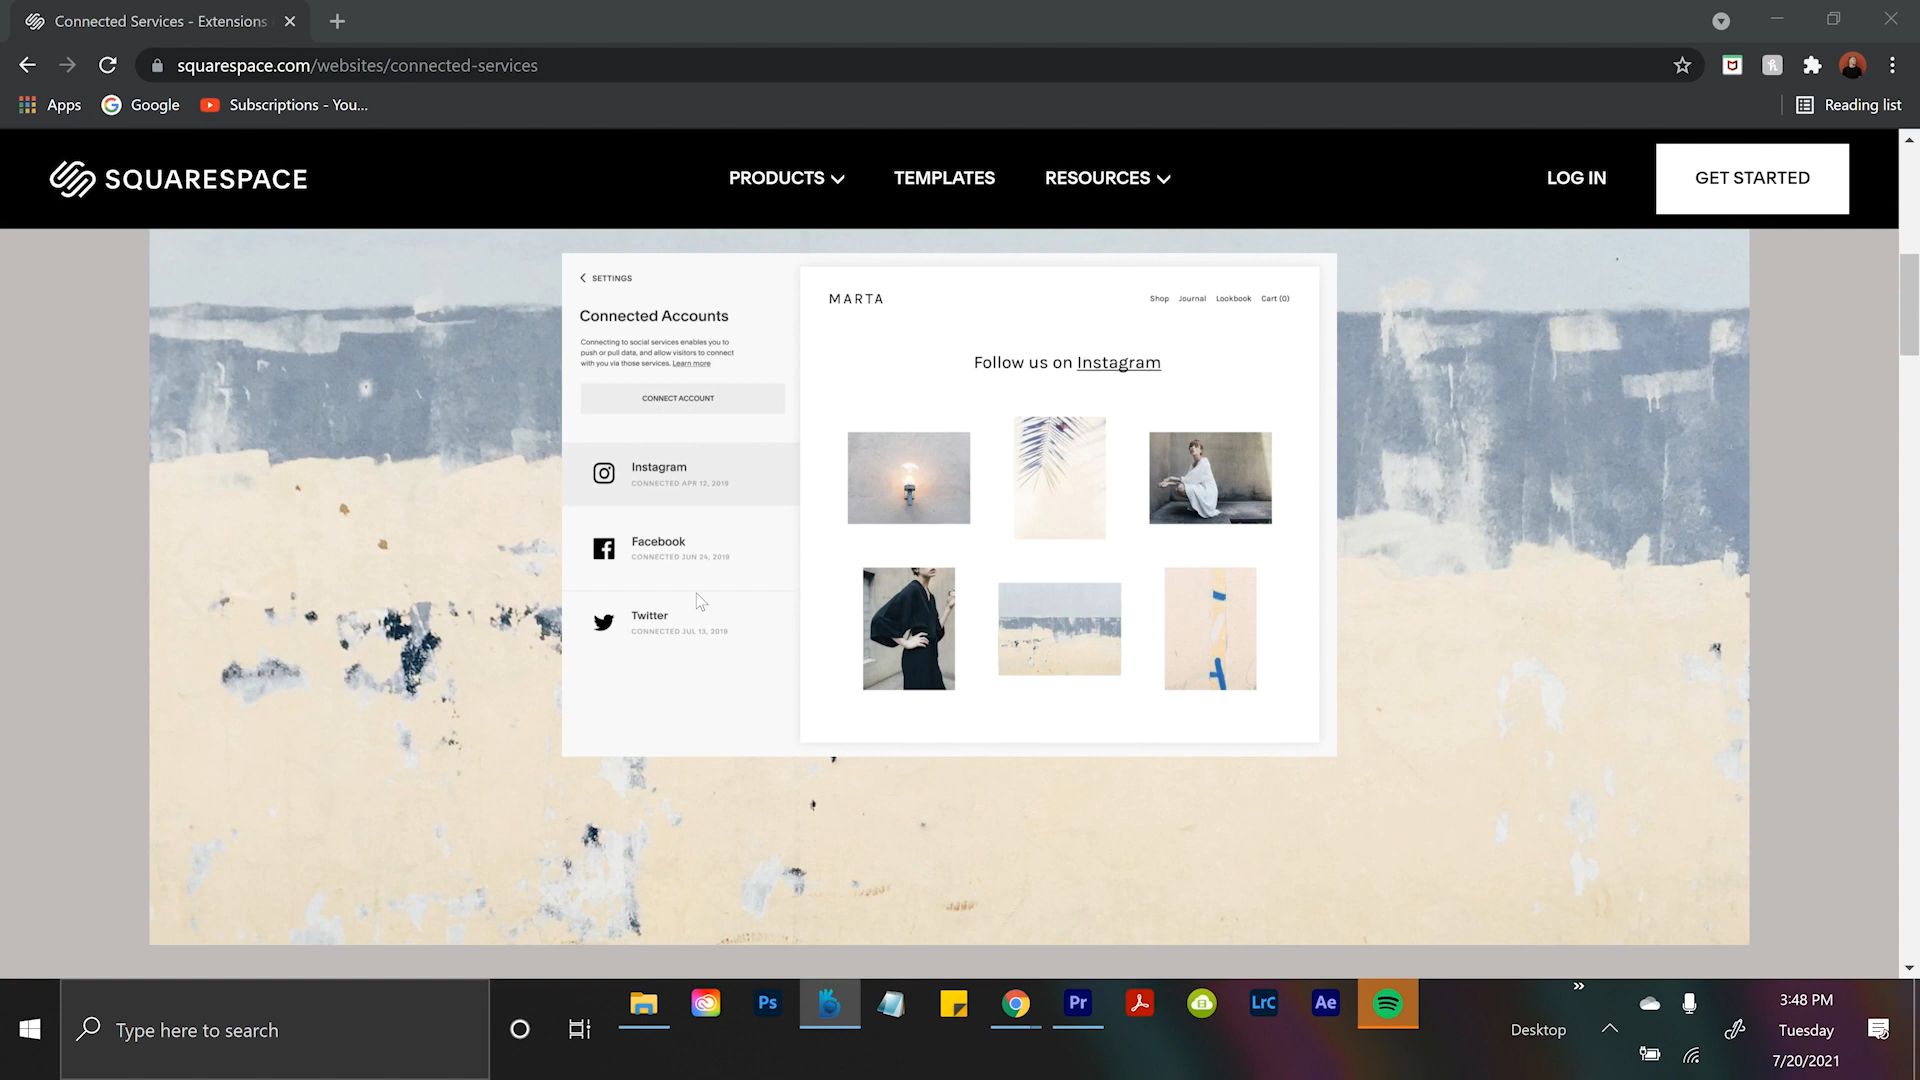 Connected Services - Extensions
squarespace.com/websites/connected-services
Apps
Google
Subscriptions - You...
Reading list
SQUARESPACE
PRODUCTS
TEMPLATES
RESOURCES
LOG IN
GET STARTED
SETTINGS
Connected Accounts
Connecting to social services enables you to
push or pull data, and allow visitors to connect
with you via those services. Learn more
CONNECT ACCOUNT
Instagram
CONNECTED APR 12, 2019
Facebook
CONNECTED JUN 24, 2019
Twitter
CONNECTED JUL 13, 2019
MARTA
Shop Journal Lookbook Cart (0)
Follow us on Instagram
Type here to search
Ps
Pr
LrC
Ae
Desktop
3:48 PM
Tuesday
7/20/2021